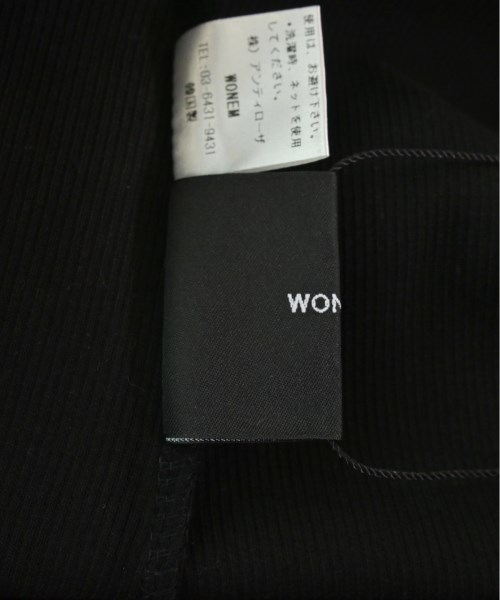 使用は、お避け下さい。
・洗濯時、ネットを使用
してください。
㈱アンティローザ
WONEM
TEL:03-6431-9431
韓国製
WON